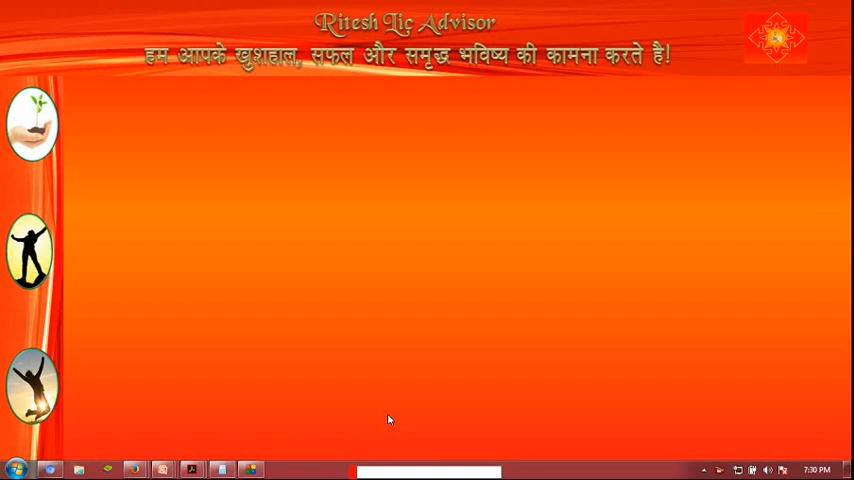 Ritesh Lic Advisor
हम आपके खुशहाल, सफल और समृद्ध भविष्य की कामना करते है!
7:30 PM